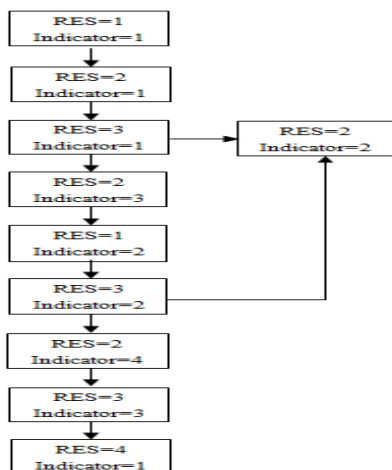 RES=1
Indicator=1
RES=2
Indicator=1
RES=3
Indicator=1
RES=2
Indicator=2
RES=2
Indicator=3
RES=1
Indicator=2
RES=3
Indicator=2
RES=2
Indicator=4
RES=3
Indicator=3
RES=4
Indicator=1